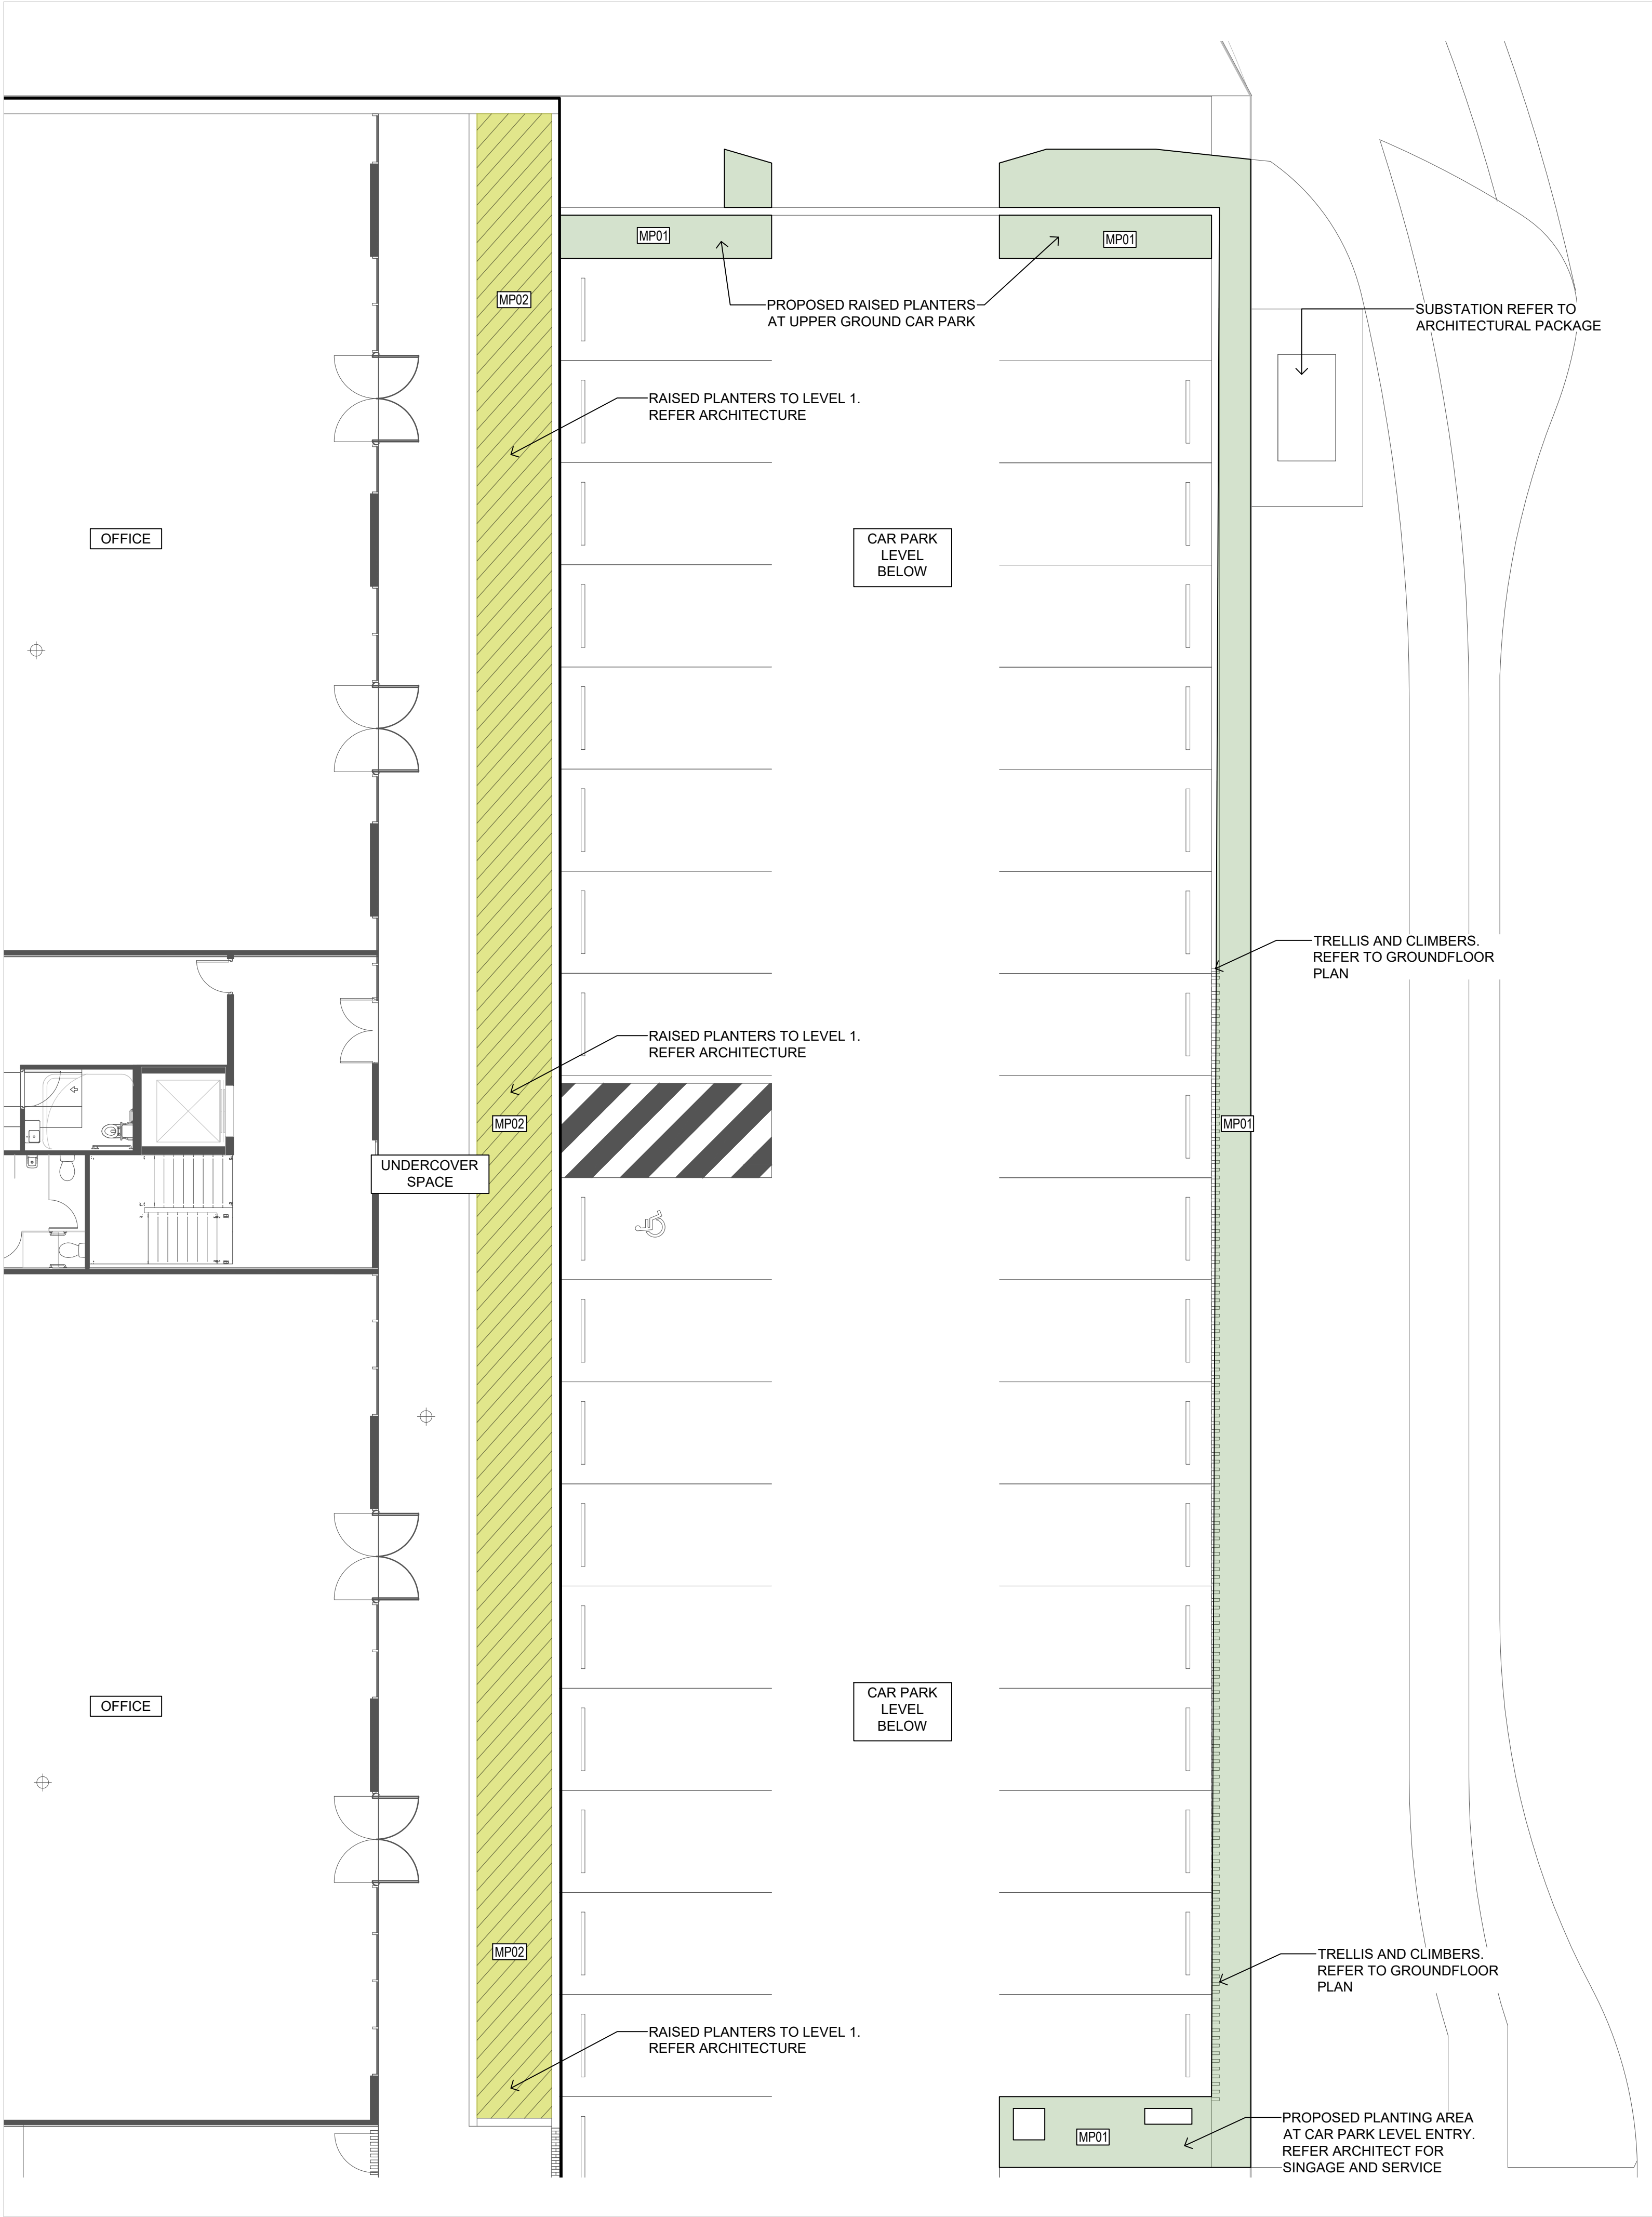 MP01
MP01
MP02
PROPOSED RAISED PLANTERS
AT UPPER GROUND CAR PARK
SUBSTATION REFER TO
ARCHITECTURAL PACKAGE
RAISED PLANTERS TO LEVEL 1.
REFER ARCHITECTURE
OFFICE
CAR PARK
LEVEL
BELOW
TRELLIS AND CLIMBERS.
REFER TO GROUNDFLOOR
PLAN
RAISED PLANTERS TO LEVEL 1.
REFER ARCHITECTURE
MP02
MP01
UNDERCOVER
SPACE
OFFICE
CAR PARK
LEVEL
BELOW
MP02
TRELLIS AND CLIMBERS.
REFER TO GROUNDFLOOR
PLAN
RAISED PLANTERS TO LEVEL 1.
REFER ARCHITECTURE
MP01
PROPOSED PLANTING AREA
AT CAR PARK LEVEL ENTRY.
REFER ARCHITECT FOR
SINGAGE AND SERVICE